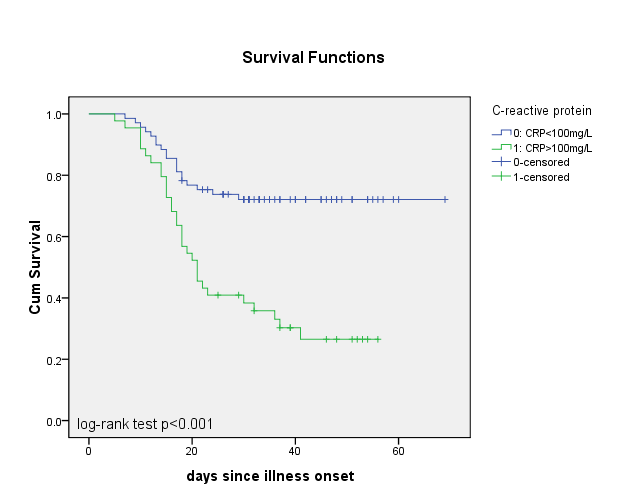 Survival Functions
C-reactive protein
0: CRP<100mg/L
1: CRP>100mg/L
0-censored
1-censored
1.0
0.8
0.6
0.4
0.2
0.0
Cum Survival
log-rank test p<0.001
0 20 40 60
days since illness onset